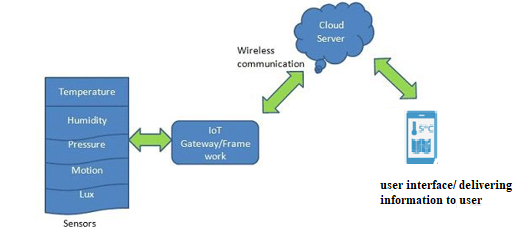 Cloud
Server
Wireless
communication
Temperature
Humidity
Pressure
Motion
Lux
Sensors
IoT
Gateway/Frame
work
5°C
user interface/ delivering
information to user